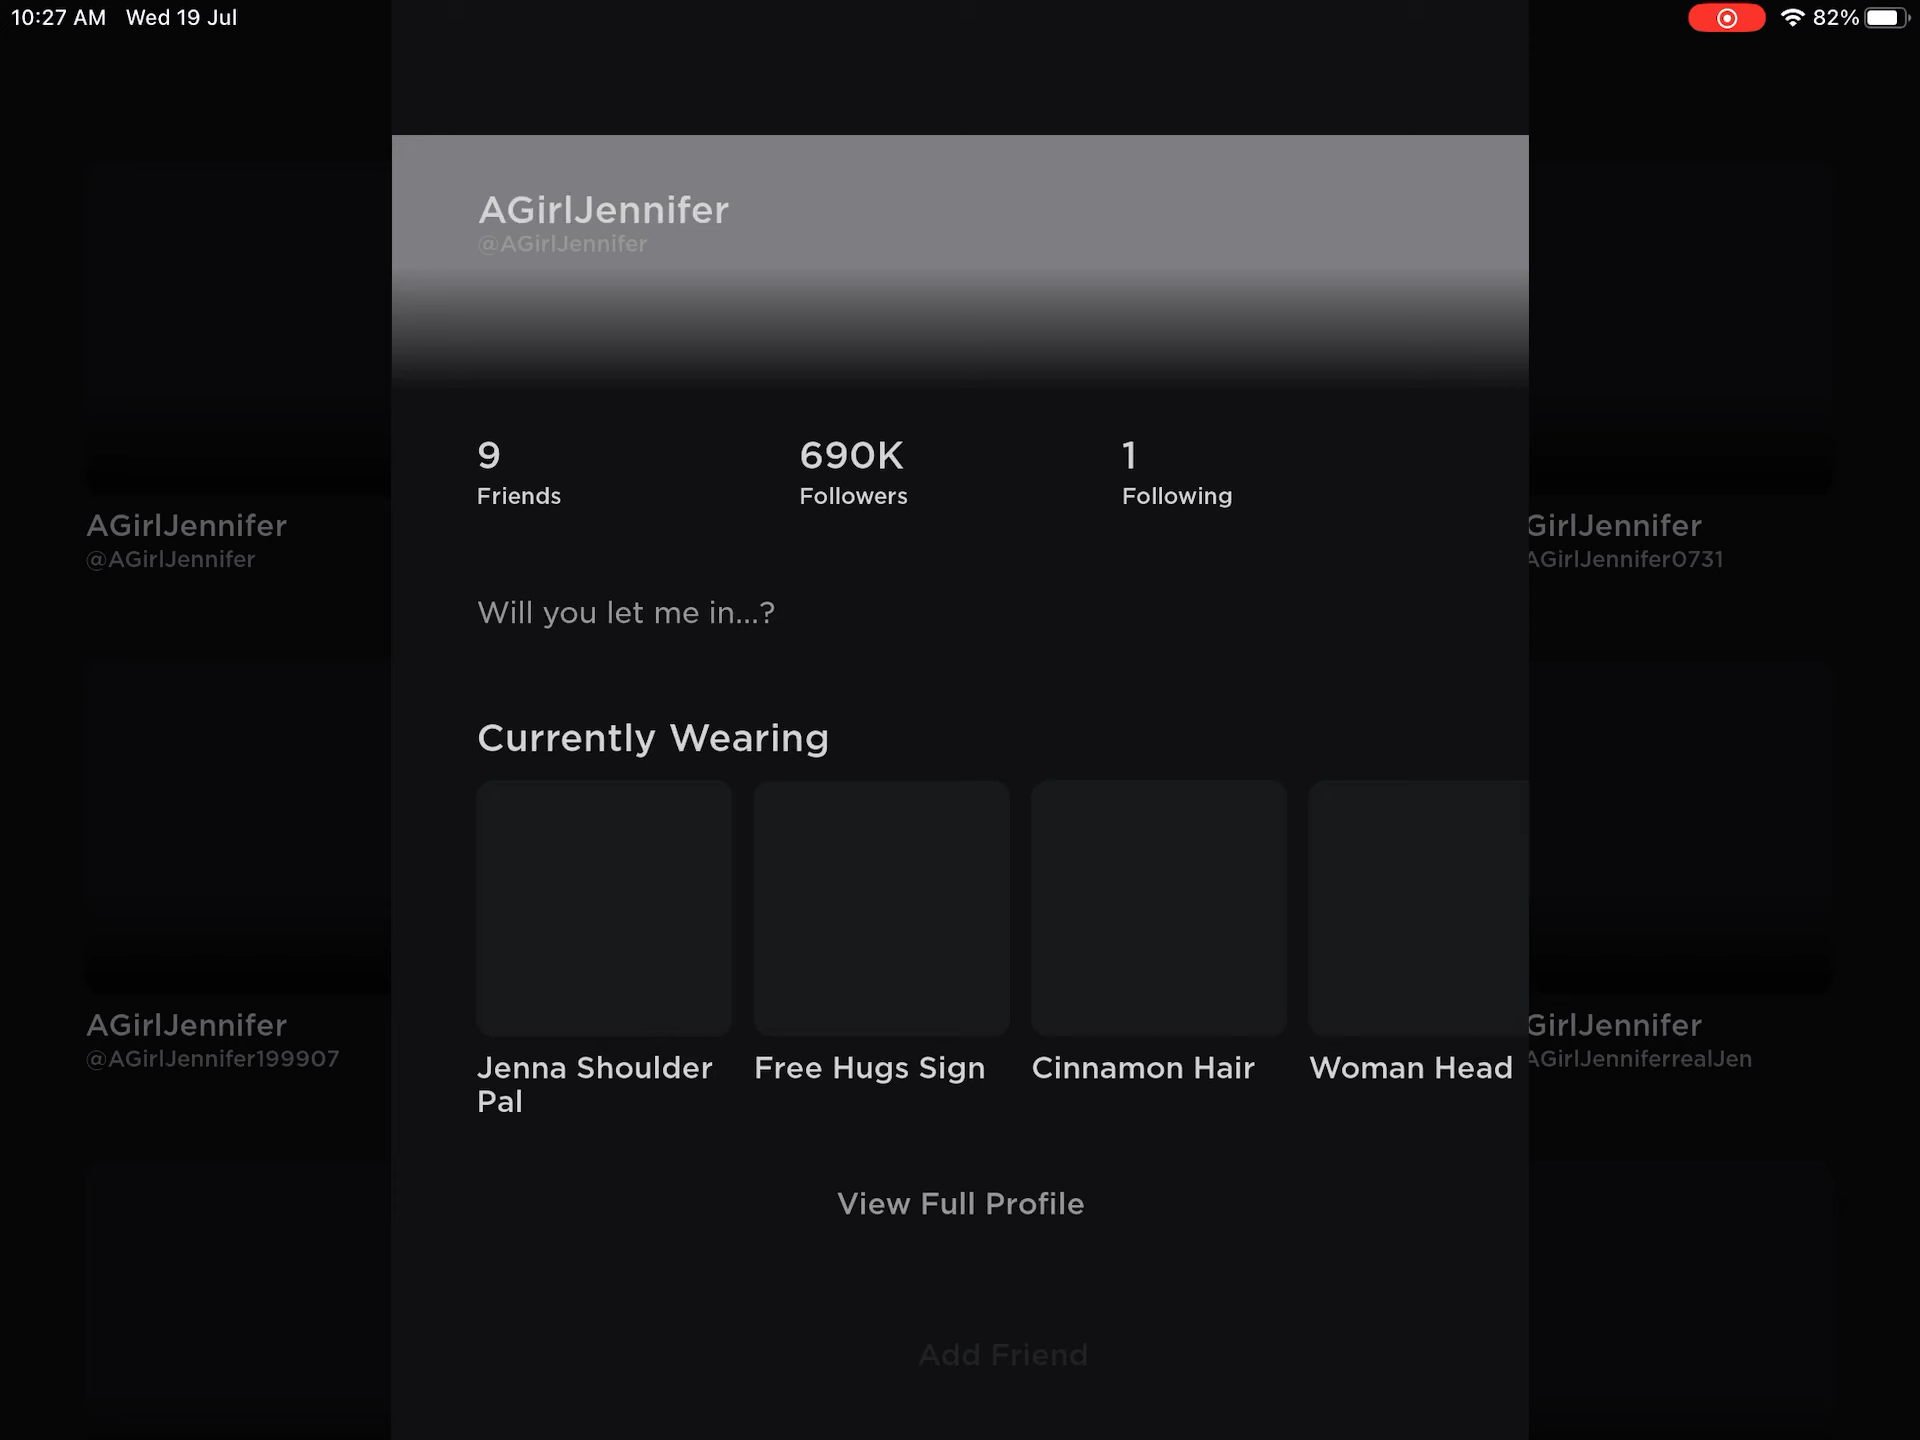 10:27 AM Wed 19 Jul
82%
AGirlJennifer
@AGirlJennifer
9
Friends
690K
Followers
1
Following
Will you let me in...?
Currently Wearing
Jenna Shoulder
Pal
Free Hugs Sign
Cinnamon Hair
Woman Head
View Full Profile
Add Friend
AGirlJennifer
@AGirlJennifer
GirlJennifer
AGirlJennifer0731
AGirlJennifer
@AGirlJennifer199907
GirlJennifer
AGirlJenniferrealJen